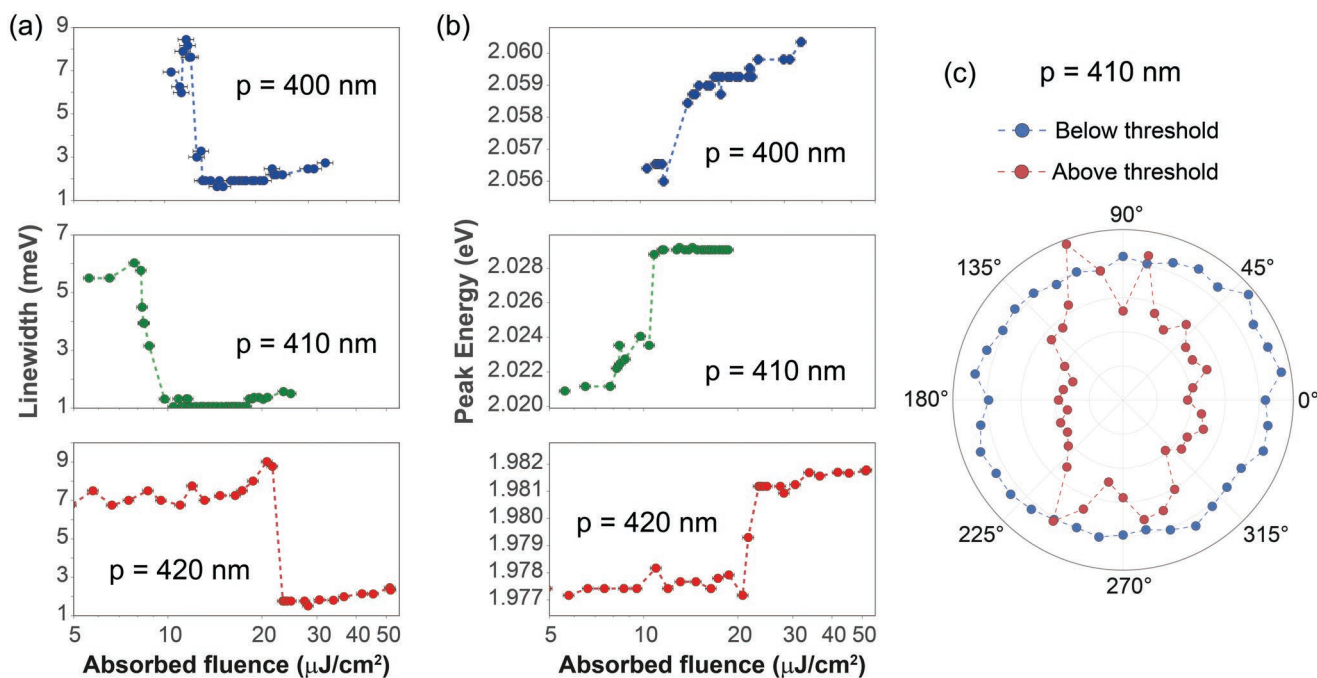 (a)
9
7
5
3
1
p = 400 nm
7
5
3
1
p = 410 nm
9
7
5
3
1
p = 420 nm
Linewidth (meV)
5 10 20 30 50
Absorbed fluence (μJ/cm²)
(b)
2.060
2.059
2.058
2.057
2.056
p = 400 nm
2.028
2.026
2.024
2.022
2.020
p = 410 nm
1.982
1.981
1.980
1.979
1.978
1.977
p = 420 nm
Peak Energy (eV)
5 10 20 30 50
Absorbed fluence (μJ/cm²)
(c) p = 410 nm
Below threshold
Above threshold
90°
135° 45°
180° 0°
225° 315°
270°